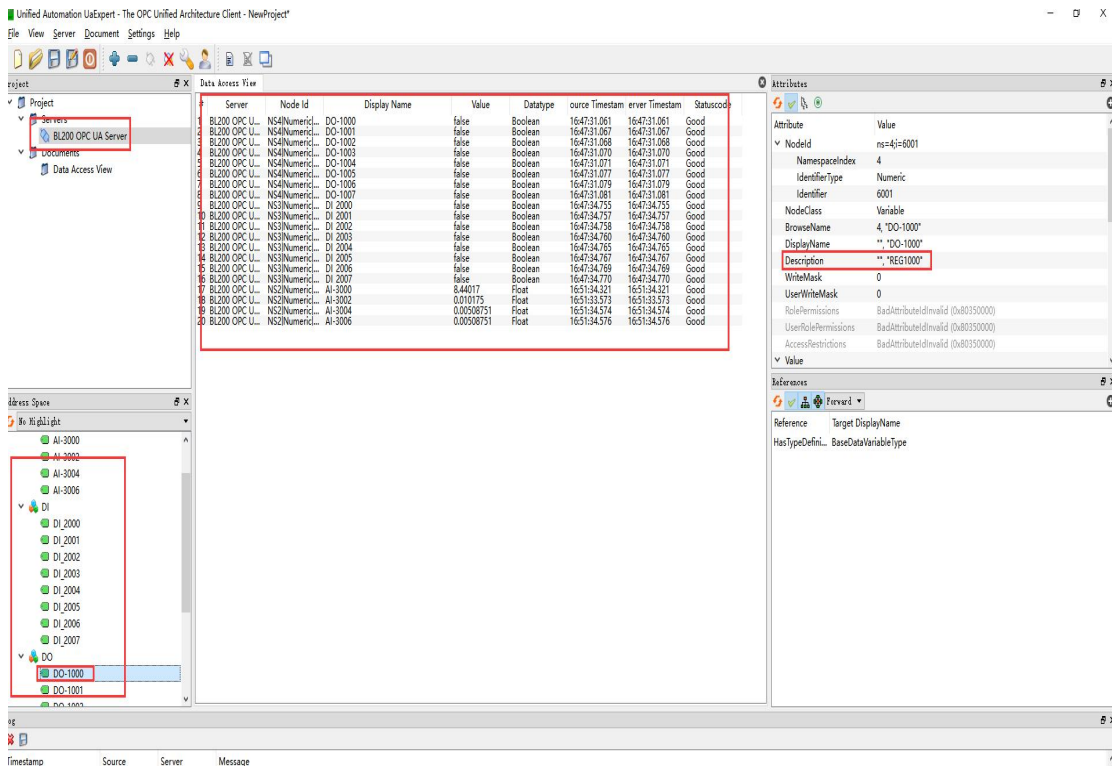 Unified Automation UaExpert - The OPC Unified Architecture Client - NewProject*
File View Server Document Settings Help
roject
Project
Servers
BL200 OPC UA Server
Documents
Data Access View
Data Access View
# Server Node Id Display Name Value Datatype ource Timestam erver Timestam Statuscode
1 BL200 OPC U... NS4|Numeric|... DO-1000 false Boolean 16:47:31.061 16:47:31.061 Good
2 BL200 OPC U... NS4|Numeric|... DO-1001 false Boolean 16:47:31.067 16:47:31.067 Good
3 BL200 OPC U... NS4|Numeric|... DO-1002 false Boolean 16:47:31.068 16:47:31.068 Good
4 BL200 OPC U... NS4|Numeric|... DO-1003 false Boolean 16:47:31.070 16:47:31.070 Good
5 BL200 OPC U... NS4|Numeric|... DO-1004 false Boolean 16:47:31.071 16:47:31.071 Good
6 BL200 OPC U... NS4|Numeric|... DO-1005 false Boolean 16:47:31.077 16:47:31.077 Good
7 BL200 OPC U... NS4|Numeric|... DO-1006 false Boolean 16:47:31.079 16:47:31.079 Good
8 BL200 OPC U... NS4|Numeric|... DO-1007 false Boolean 16:47:31.081 16:47:31.081 Good
9 BL200 OPC U... NS3|Numeric|... DI 2000 false Boolean 16:47:34.755 16:47:34.755 Good
10 BL200 OPC U... NS3|Numeric|... DI 2001 false Boolean 16:47:34.757 16:47:34.757 Good
11 BL200 OPC U... NS3|Numeric|... DI 2002 false Boolean 16:47:34.758 16:47:34.758 Good
12 BL200 OPC U... NS3|Numeric|... DI 2003 false Boolean 16:47:34.760 16:47:34.760 Good
13 BL200 OPC U... NS3|Numeric|... DI 2004 false Boolean 16:47:34.765 16:47:34.765 Good
14 BL200 OPC U... NS3|Numeric|... DI 2005 false Boolean 16:47:34.767 16:47:34.767 Good
15 BL200 OPC U... NS3|Numeric|... DI 2006 false Boolean 16:47:34.769 16:47:34.769 Good
16 BL200 OPC U... NS3|Numeric|... DI 2007 false Boolean 16:47:34.770 16:47:34.770 Good
17 BL200 OPC U... NS2|Numeric|... AI-3000 8.44017 Float 16:51:34.321 16:51:34.321 Good
18 BL200 OPC U... NS2|Numeric|... AI-3002 0.010175 Float 16:51:33.573 16:51:33.573 Good
19 BL200 OPC U... NS2|Numeric|... AI-3004 0.00508751 Float 16:51:34.574 16:51:34.574 Good
20 BL200 OPC U... NS2|Numeric|... AI-3006 0.00508751 Float 16:51:34.576 16:51:34.576 Good
Attributes
Attribute Value
NodeId ns=4;i=6001
NamespaceIndex 4
IdentifierType Numeric
Identifier 6001
NodeClass Variable
BrowseName 4, "DO-1000"
DisplayName "", "DO-1000"
Description "", "REG1000"
WriteMask 0
UserWriteMask 0
RolePermissions BadAttributeIdInvalid (0x80350000)
UserRolePermissions BadAttributeIdInvalid (0x80350000)
AccessRestrictions BadAttributeIdInvalid (0x80350000)
Value
References
Forward
Reference Target DisplayName
HasTypeDefini... BaseDataVariableType
ddress Space
No Highlight
AI-3000
AI-3002
AI-3004
AI-3006
DI
DI_2000
DI_2001
DI_2002
DI_2003
DI_2004
DI_2005
DI_2006
DI_2007
DO
DO-1000
DO-1001
DO-1002
og
Timestamp Source Server Message